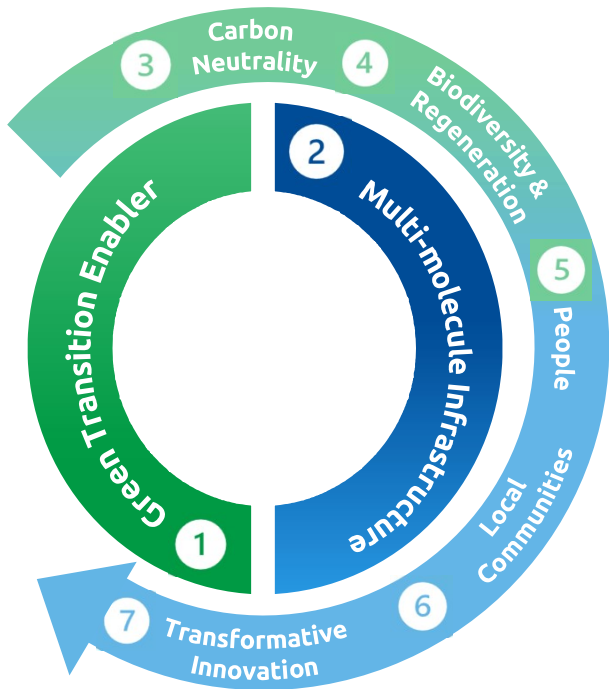 1
Green Transition Enabler
2
Multi-molecule Infrastructure
3
Carbon
Neutrality
4
Biodiversity &
Regeneration
5
People
Local
Communities
6
7
Transformative
Innovation